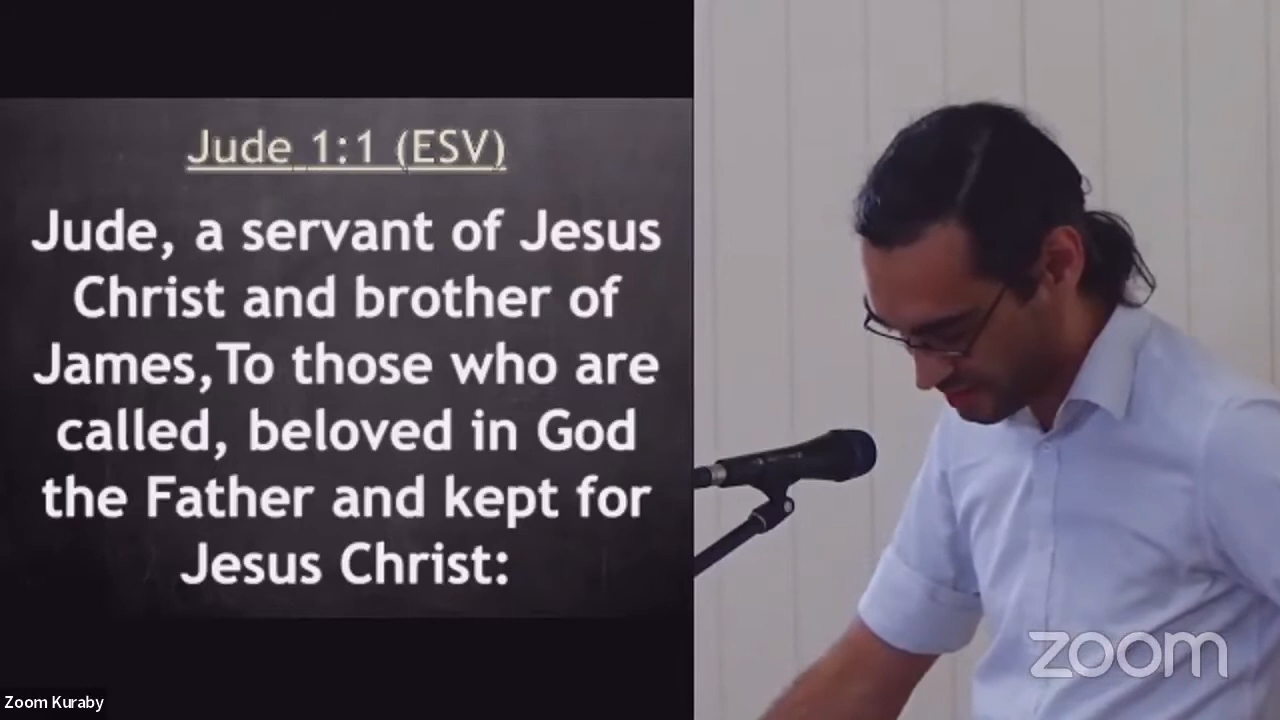 Jude 1:1 (ESV)
Jude, a servant of Jesus
Christ and brother of
James,To those who are
called, beloved in God
the Father and kept for
Jesus Christ:
zoom
Zoom Kuraby